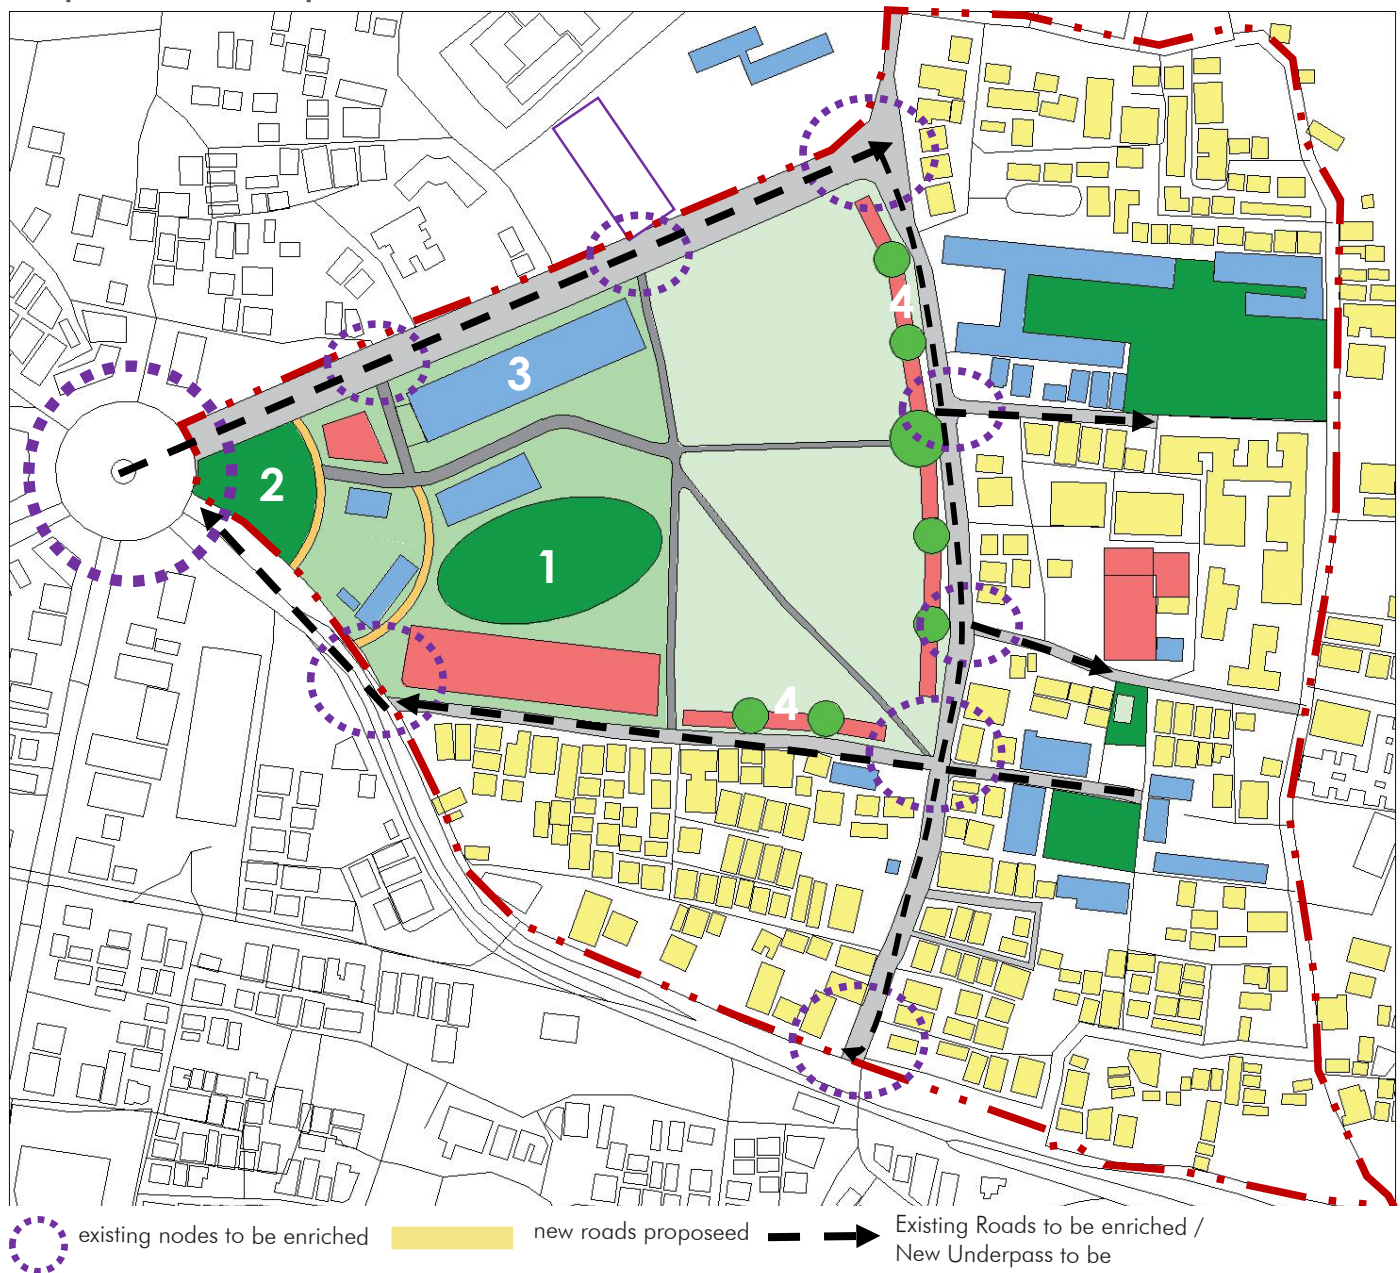 3
4
2
1
4
existing nodes to be enriched
new roads proposeed
Existing Roads to be enriched /
New Underpass to be